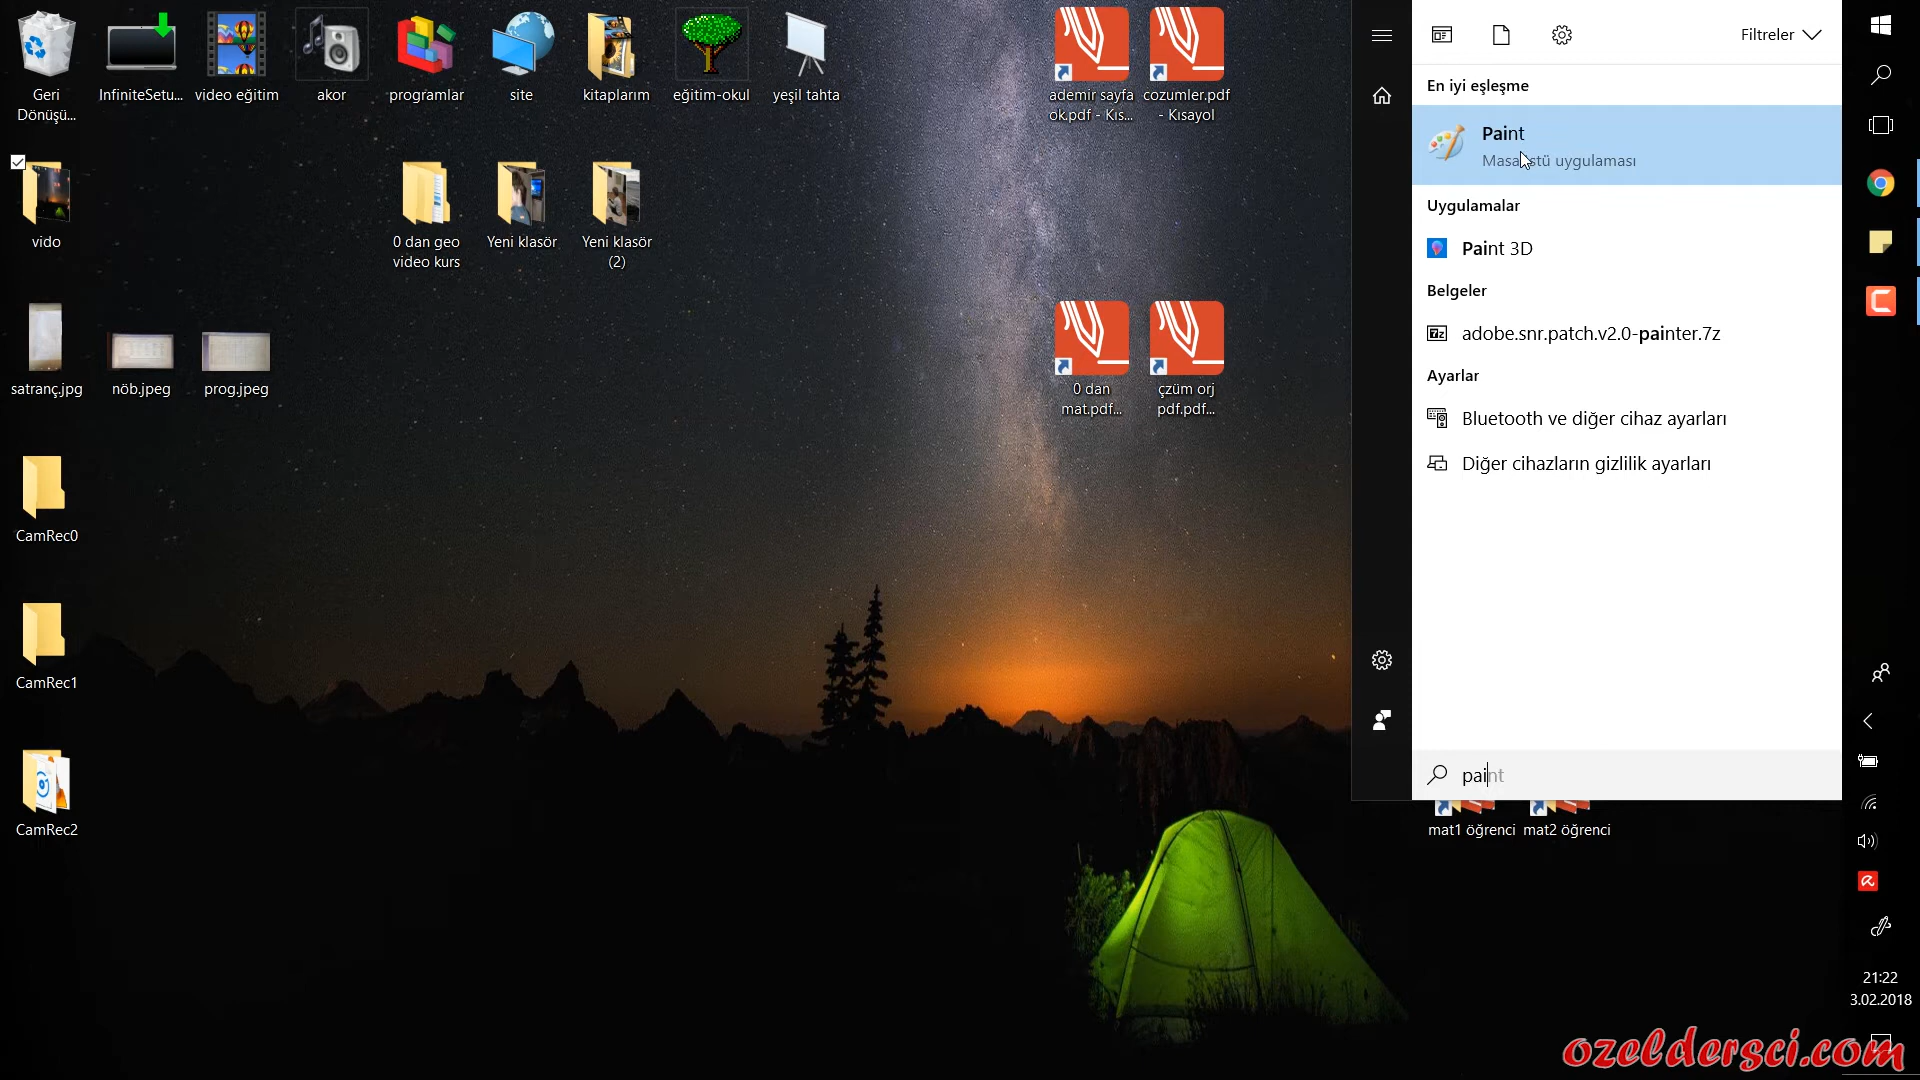 Geri
Dönüşü...
InfiniteSetu...
video eğitim
akor
programlar
site
kitaplarım
eğitim-okul
yeşil tahta
ademir sayfa
ok.pdf - Kıs...
cozumler.pdf
- Kısayol
vido
0 dan geo
video kurs
Yeni klasör
Yeni klasör
(2)
satranç.jpg
nöb.jpeg
prog.jpeg
0 dan
mat.pdf...
çzüm orj
pdf.pdf...
CamRec0
CamRec1
CamRec2
mat1 öğrenci
mat2 öğrenci
Filtreler
En iyi eşleşme
Paint
Masaüstü uygulaması
Uygulamalar
Paint 3D
Belgeler
adobe.snr.patch.v2.0-painter.7z
Ayarlar
Bluetooth ve diğer cihaz ayarları
Diğer cihazların gizlilik ayarları
paint
21:22
3.02.2018
ozeldersci.com